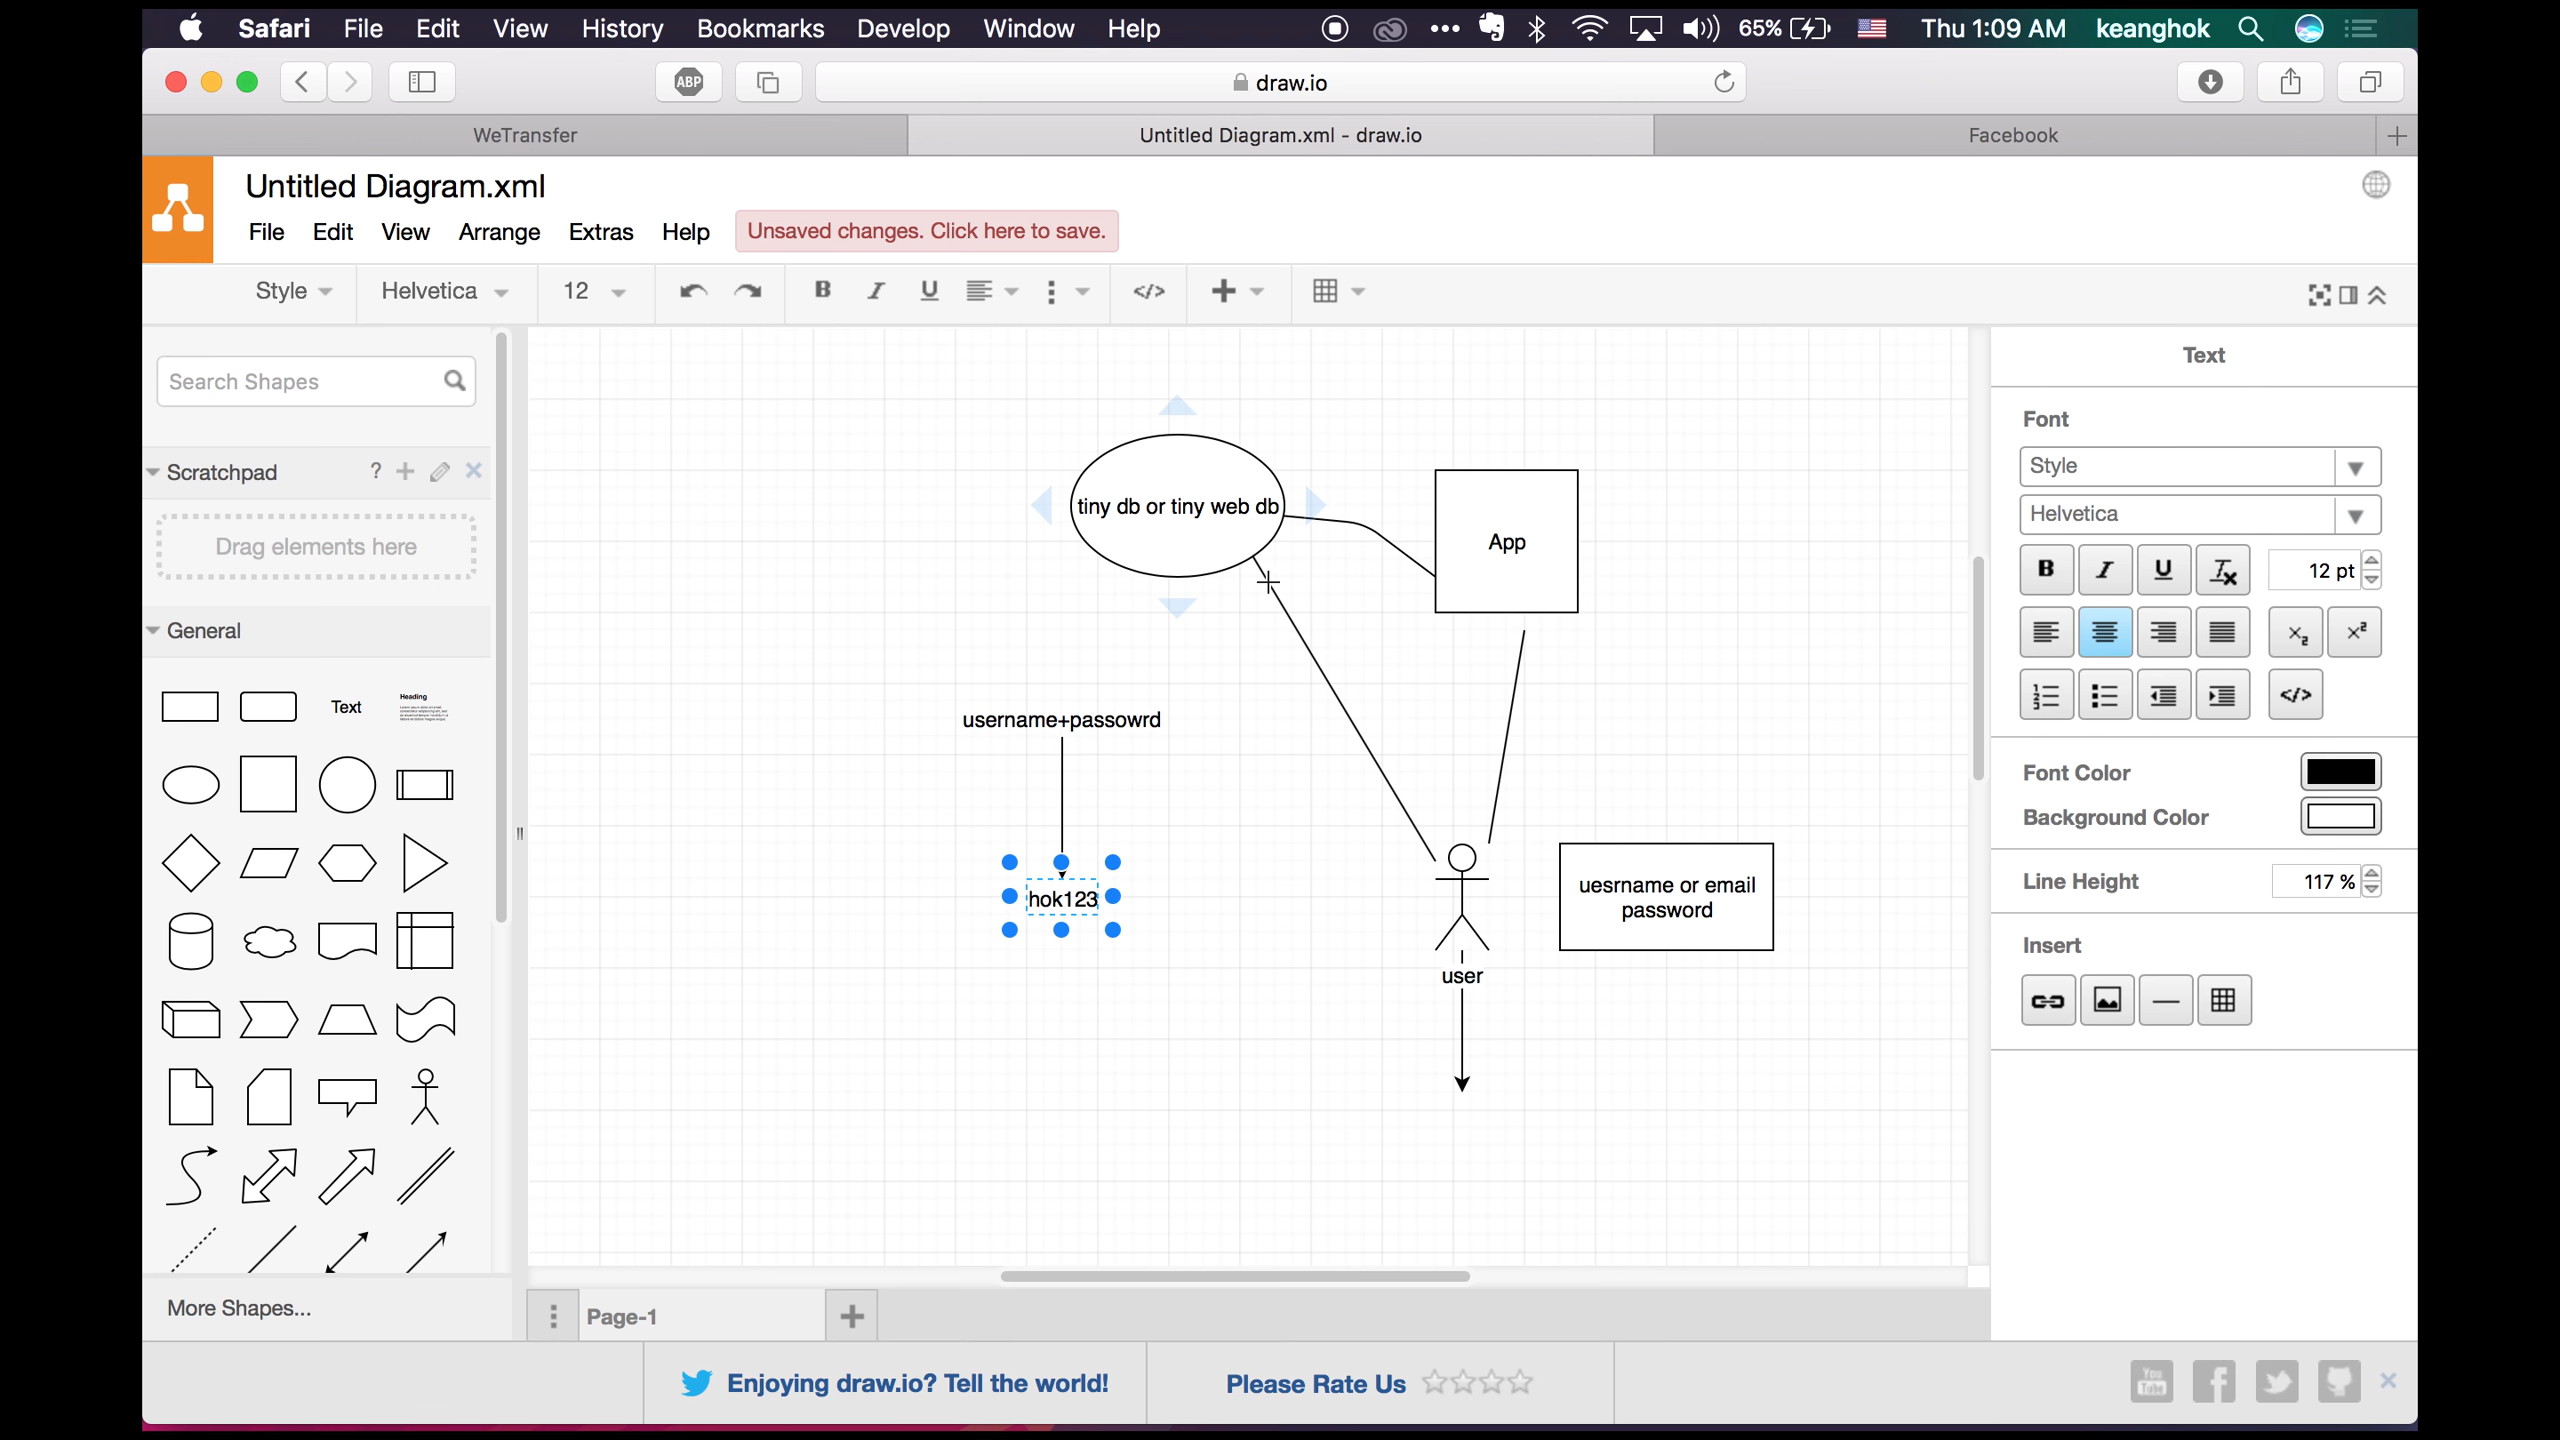 Safari File Edit View History Bookmarks Develop Window Help 65% Thu 1:09 AM keanghok
ABP draw.io
WeTransfer Untitled Diagram.xml - draw.io Facebook
Untitled Diagram.xml
File Edit View Arrange Extras Help Unsaved changes. Click here to save.
Style Helvetica 12 B I U </>
Search Shapes
Scratchpad ?
Drag elements here
General
Text Heading
More Shapes...
tiny db or tiny web db
App
username+passowrd
hok123
user
uesrname or email
password
Text
Font
Style
Helvetica
B I U 12 pt
Font Color
Background Color
Line Height 117 %
Insert
Page-1
Enjoying draw.io? Tell the world! Please Rate Us You Tube